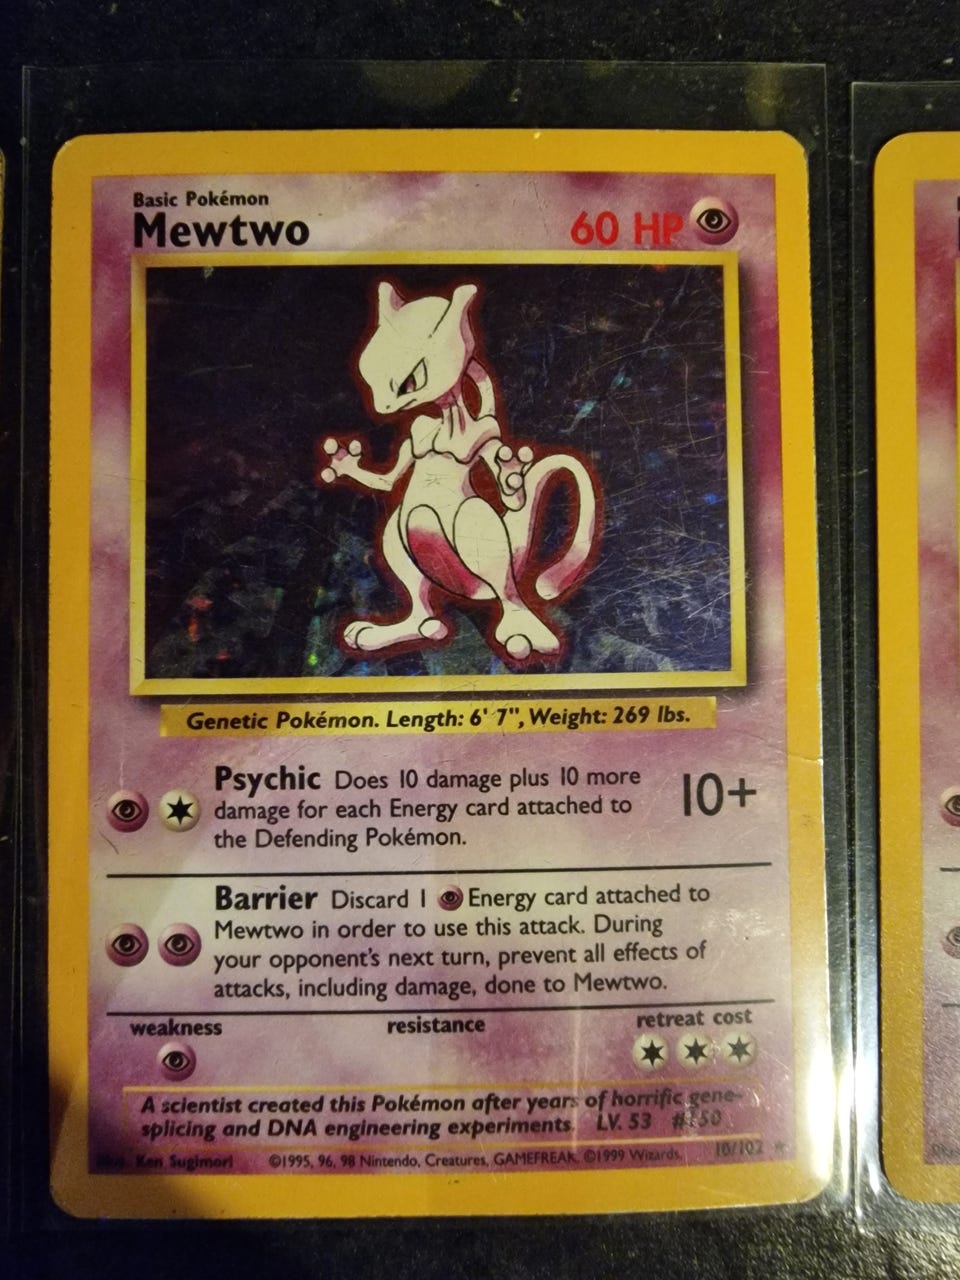 Basic Pokémon
Mewtwo 60 HP
Genetic Pokémon. Length: 6' 7", Weight: 269 lbs.
Psychic Does 10 damage plus 10 more
damage for each Energy card attached to
the Defending Pokémon.
10+
Barrier Discard 1 Energy card attached to
Mewtwo in order to use this attack. During
your opponent's next turn, prevent all effects of
attacks, including damage, done to Mewtwo.
weakness resistance retreat cost
A scientist created this Pokémon after years of horrific gene-
splicing and DNA engineering experiments. LV. 53 #150
Illus. Ken Sugimori ©1995, 96, 98 Nintendo, Creatures, GAMEFREAK. ©1999 Wizards. 10/102